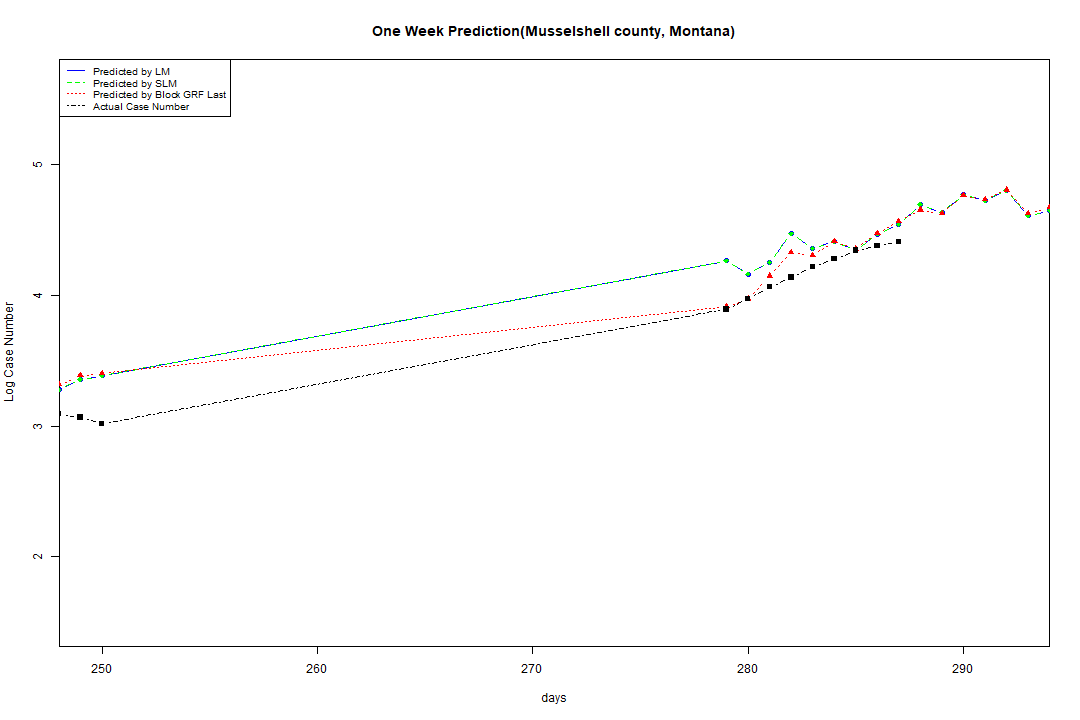 One Week Prediction(Musselshell county, Montana)
Predicted by LM
Predicted by SLM
Predicted by Block GRF Last
Actual Case Number
5
4
3
2
Log Case Number
250 260 270 280 290
days